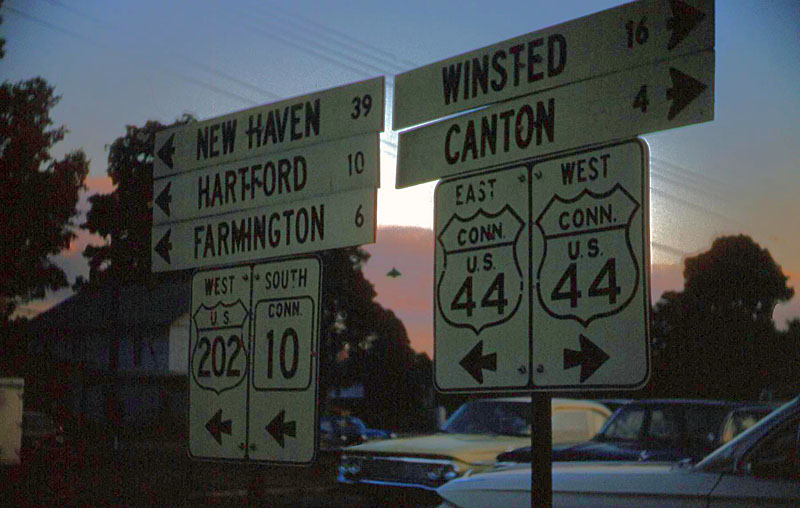 NEW HAVEN 39
HARTFORD 10
FARMINGTON 6
WEST
U S
202
SOUTH
CONN.
10
WINSTED 16
CANTON 4
EAST
CONN.
U.S.
44
WEST
CONN.
U.S.
44